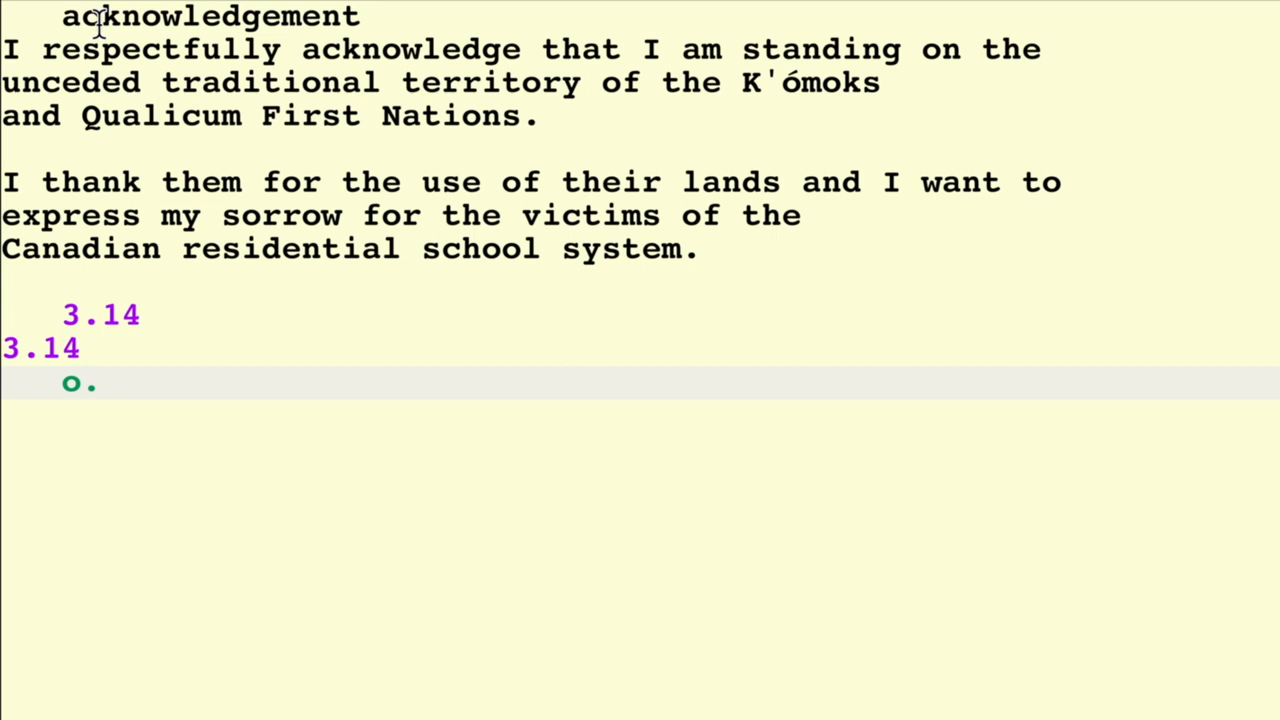 acknowledgement
I respectfully acknowledge that I am standing on the
unceded traditional territory of the K'ómoks
and Qualicum First Nations.
I thank them for the use of their lands and I want to
express my sorrow for the victims of the
Canadian residential school system.
3.14
3.14
o.